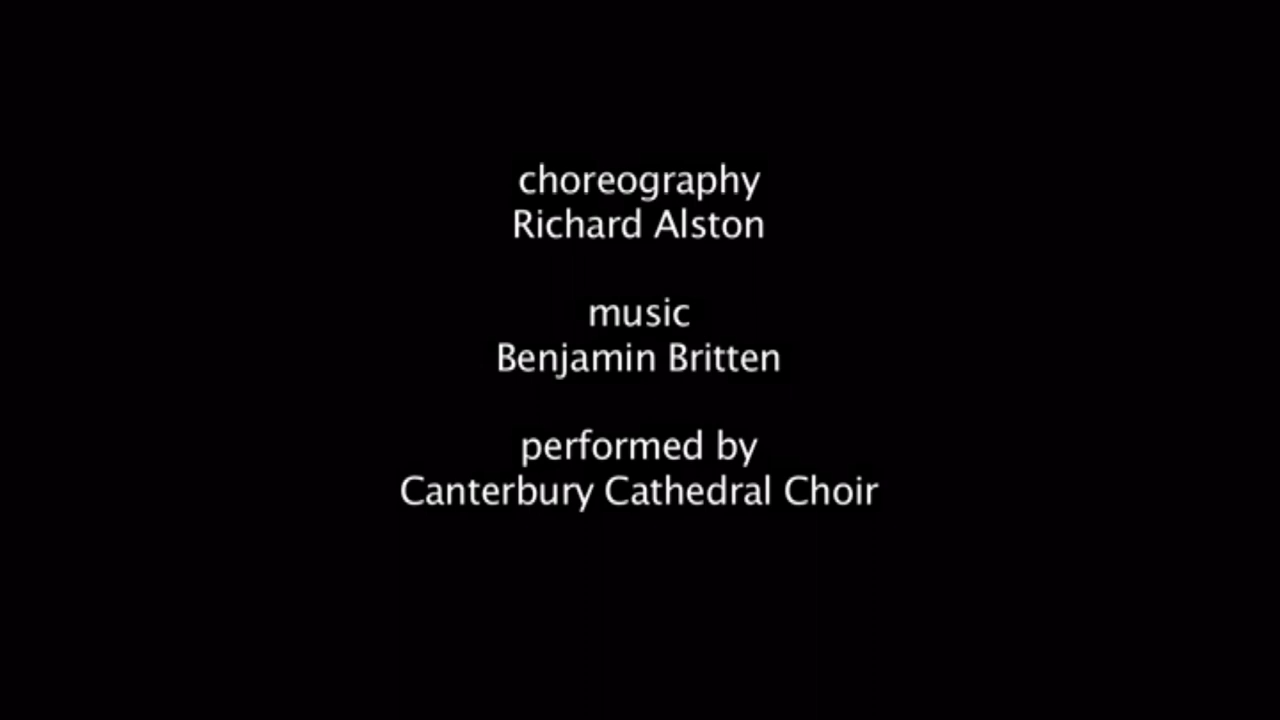 choreography
Richard Alston
music
Benjamin Britten
performed by
Canterbury Cathedral Choir